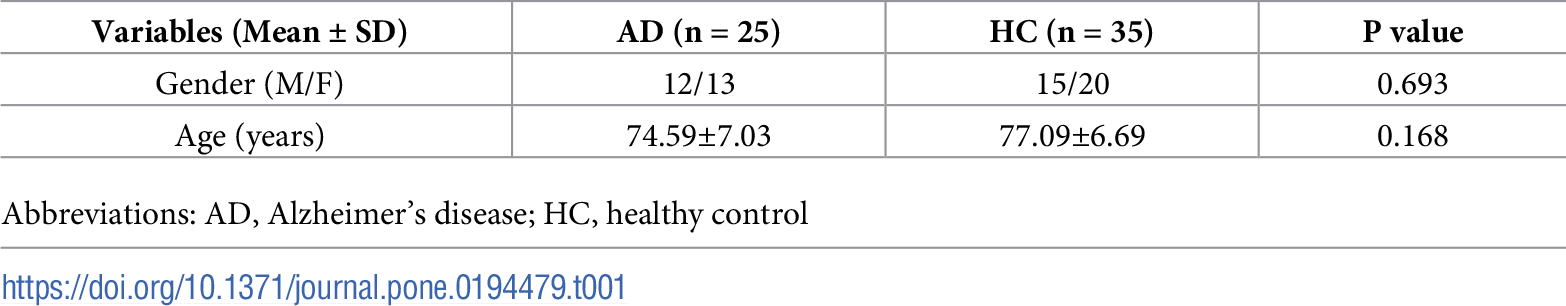 Variables (Mean ± SD) AD (n = 25) HC (n = 35) P value
Gender (M/F) 12/13 15/20 0.693
Age (years) 74.59±7.03 77.09±6.69 0.168
Abbreviations: AD, Alzheimer’s disease; HC, healthy control
https://doi.org/10.1371/journal.pone.0194479.t001